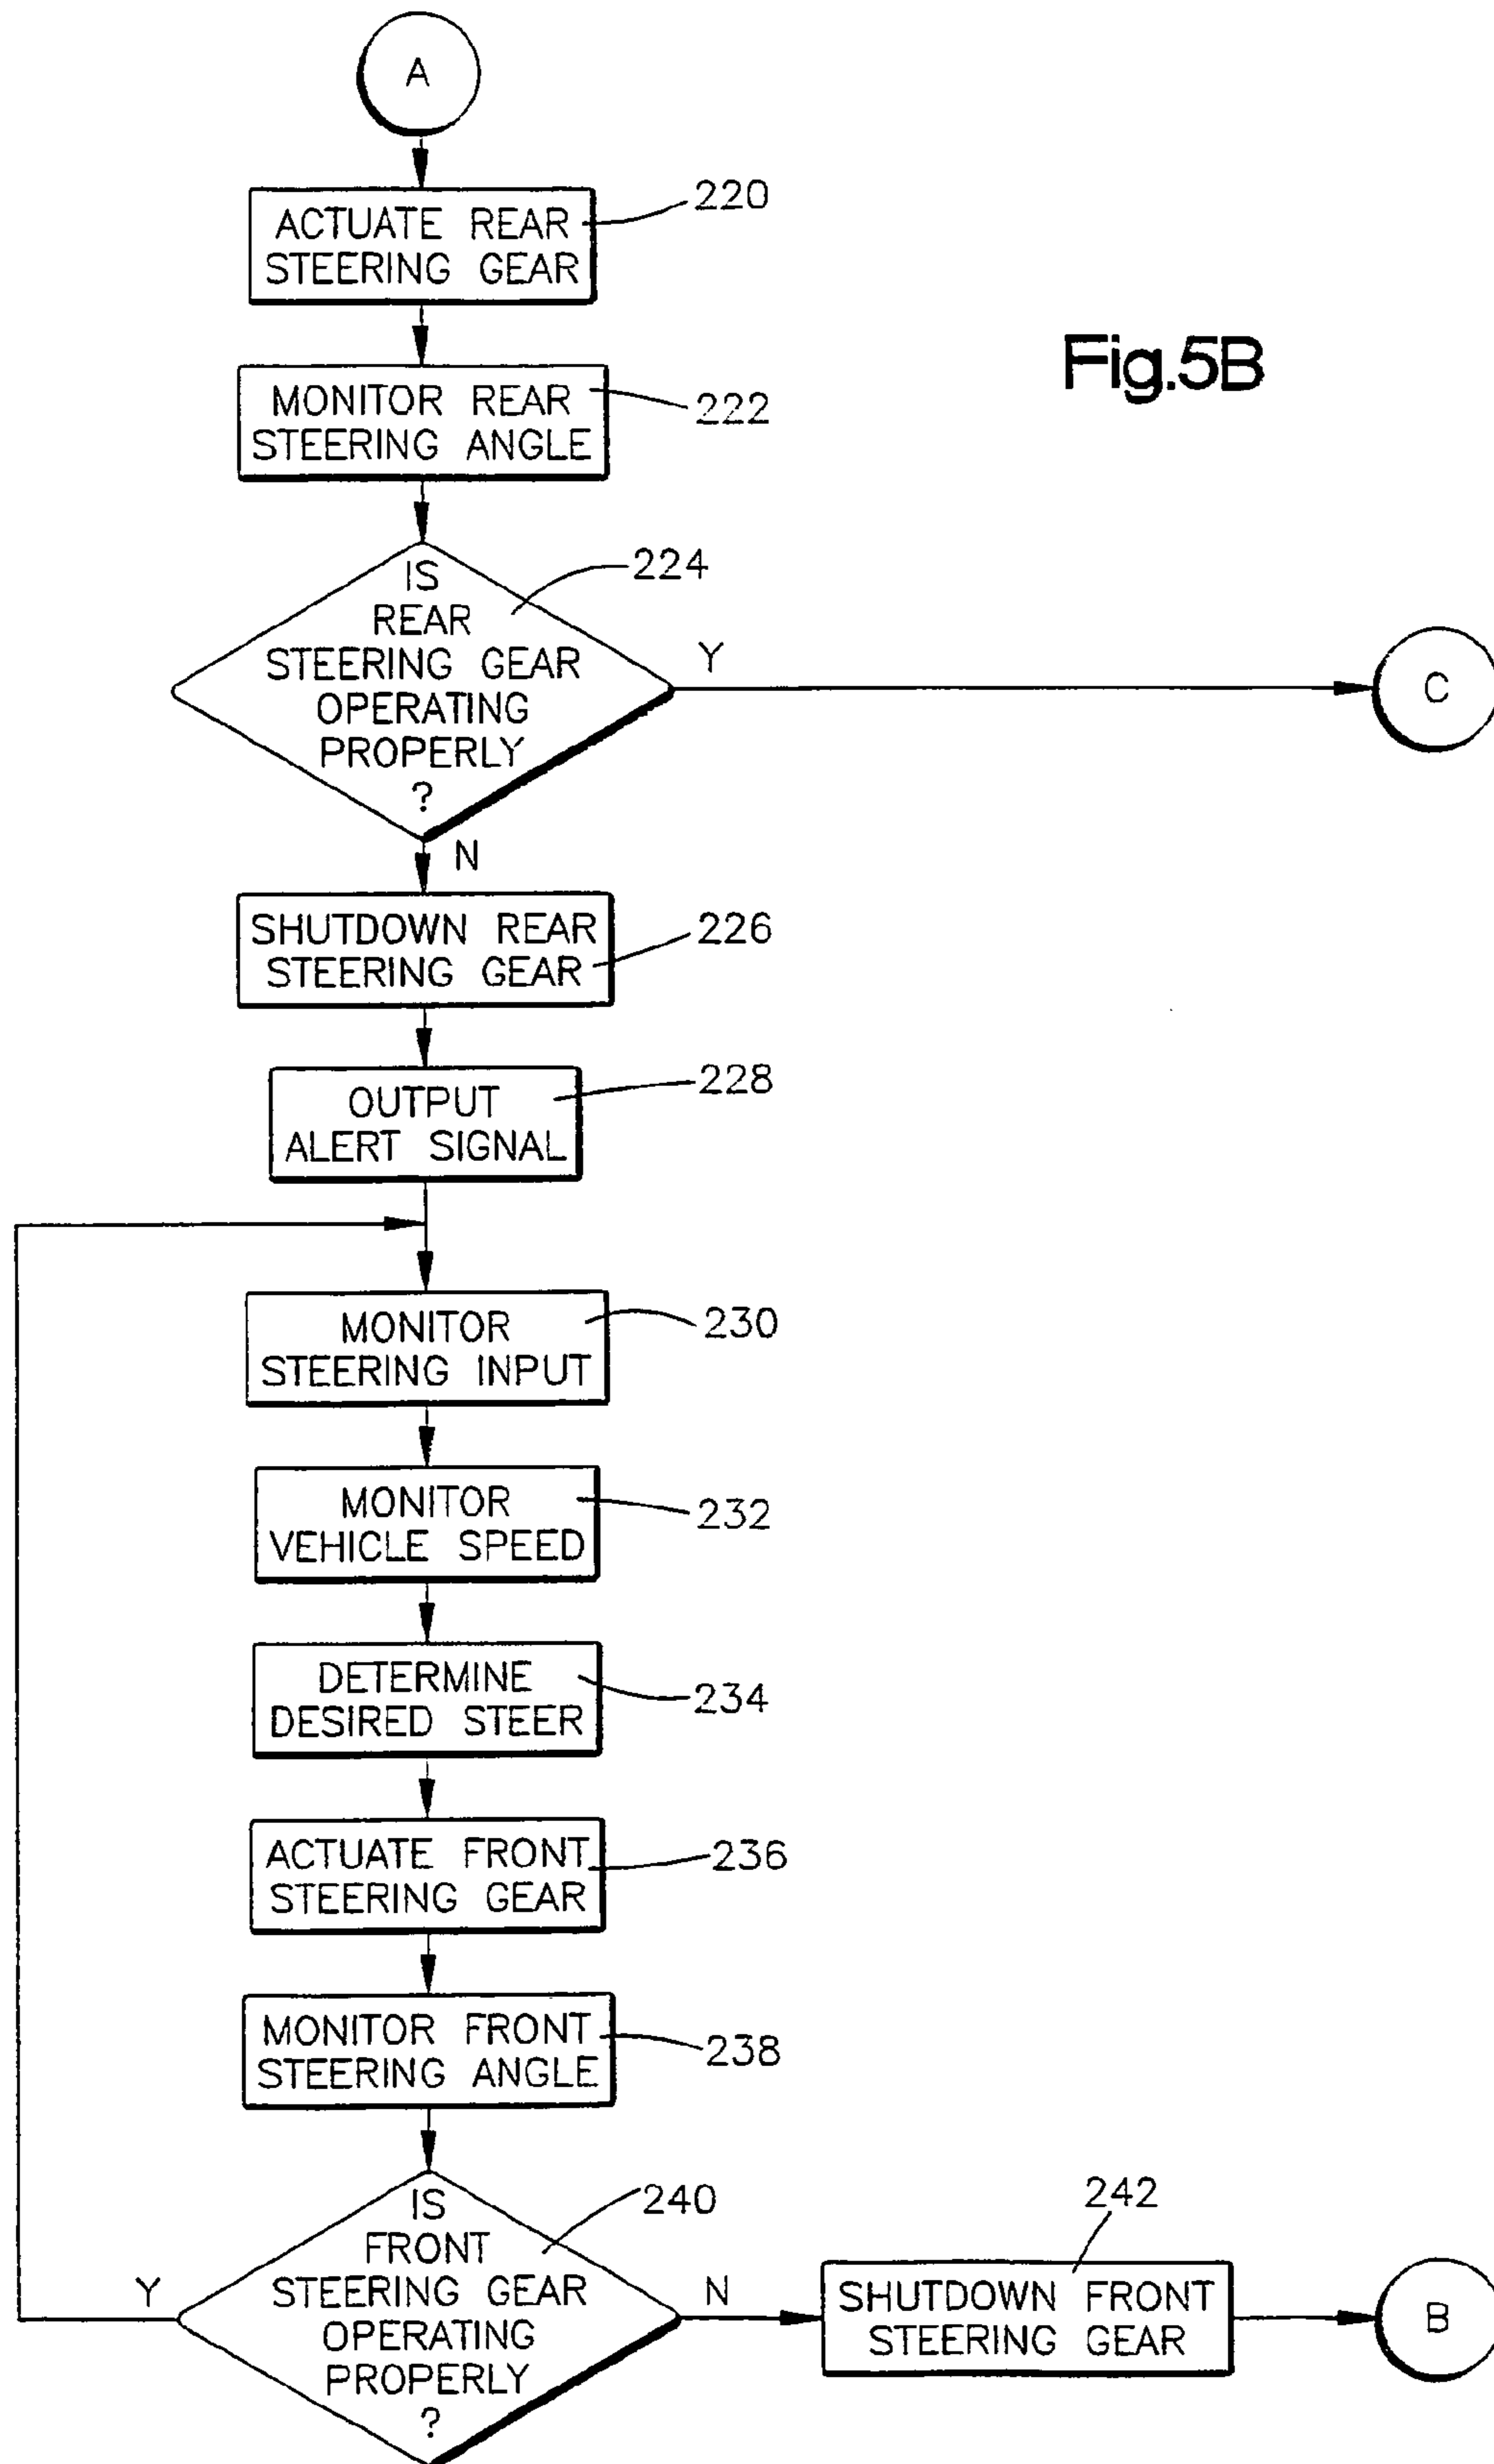 A
ACTUATE REAR
STEERING GEAR
220
Fig.5B
MONITOR REAR
STEERING ANGLE
222
IS
REAR
STEERING GEAR
OPERATING
PROPERLY
?
224
Y
C
N
SHUTDOWN REAR
STEERING GEAR
226
OUTPUT
ALERT SIGNAL
228
MONITOR
STEERING INPUT
230
MONITOR
VEHICLE SPEED
232
DETERMINE
DESIRED STEER
234
ACTUATE FRONT
STEERING GEAR
236
MONITOR FRONT
STEERING ANGLE
238
IS
FRONT
STEERING GEAR
OPERATING
PROPERLY
?
240
Y
N
242
SHUTDOWN FRONT
STEERING GEAR
B